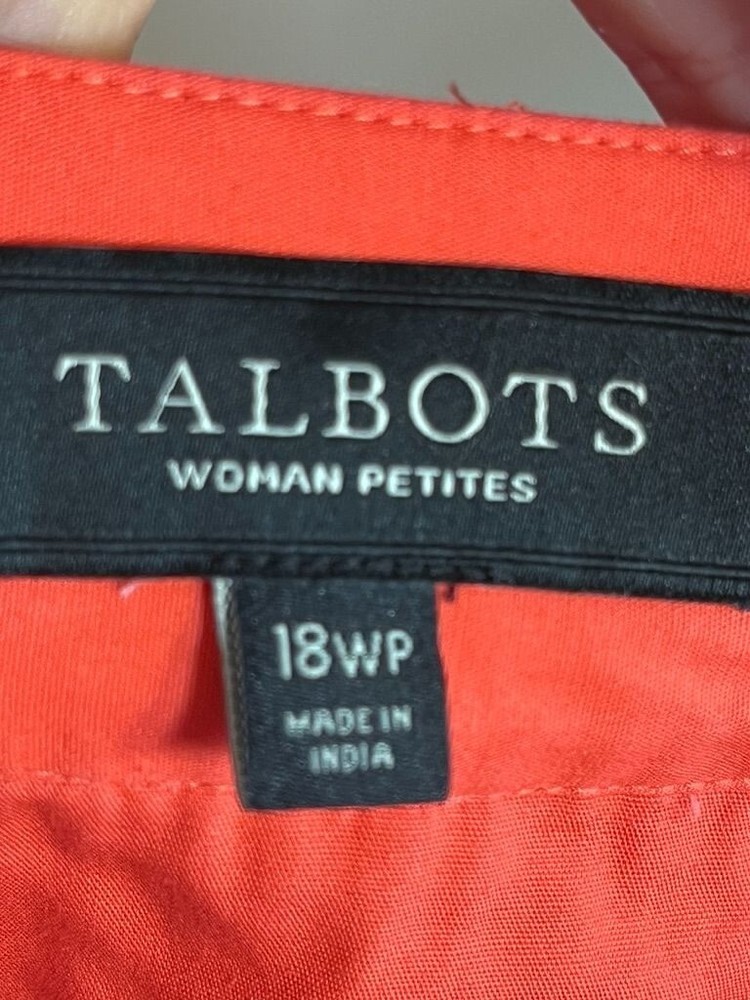 TALBOTS
WOMAN PETITES
18WP
MADE IN
INDIA